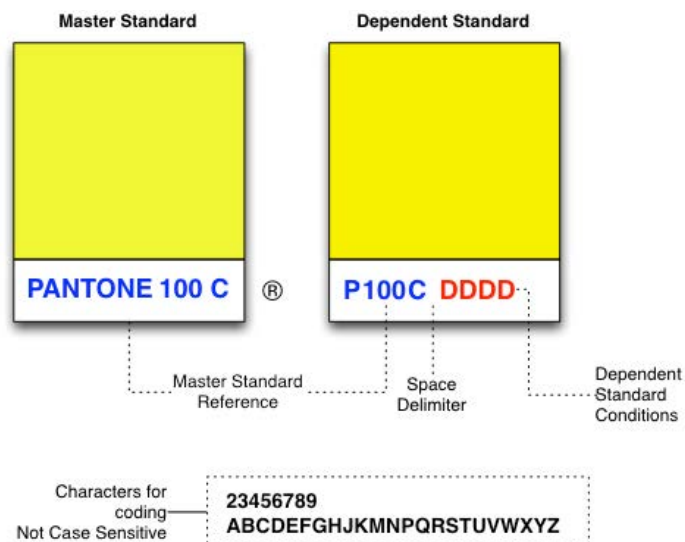 Master Standard
Dependent Standard
PANTONE 100 C
®
P100C DDDD
Master Standard
Reference
Space
Delimiter
Dependent
Standard
Conditions
Characters for
coding
Not Case Sensitive
23456789
ABCDEFGHJKMNPQRSTUVWXYZ